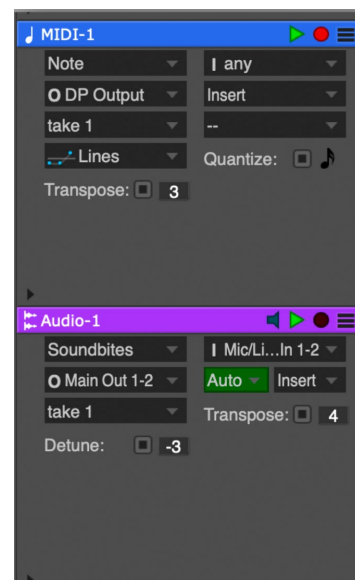 MIDI-1
Note I any
O DP Output Insert
take 1 --
Lines Quantize:
Transpose: 3
Audio-1
Soundbites I Mic/Li...In 1-2
O Main Out 1-2 Auto Insert
take 1 Transpose: 4
Detune: -3